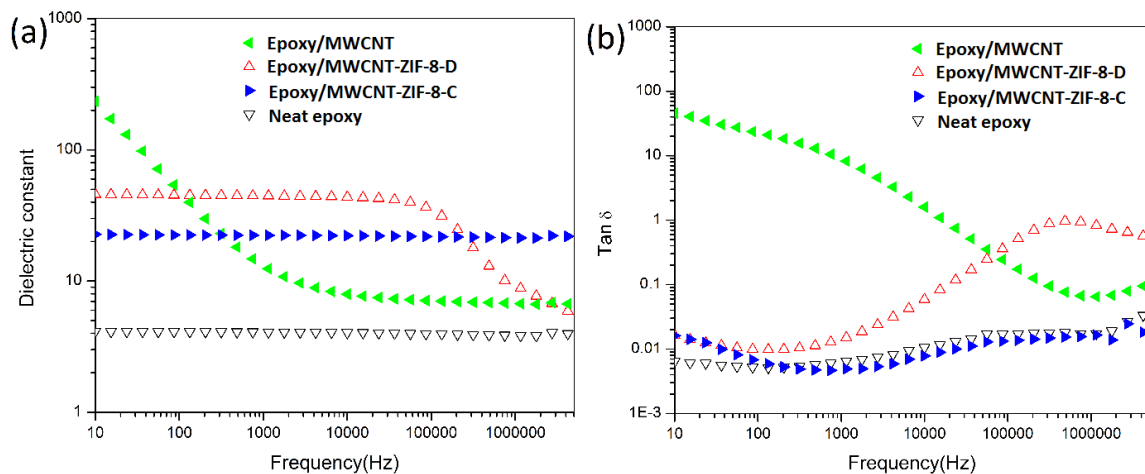 (a)
Epoxy/MWCNT
Epoxy/MWCNT-ZIF-8-D
Epoxy/MWCNT-ZIF-8-C
Neat epoxy
Dielectric constant
1000
100
10
1
10 100 1000 10000 100000 1000000
Frequency(Hz)
(b)
Epoxy/MWCNT
Epoxy/MWCNT-ZIF-8-D
Epoxy/MWCNT-ZIF-8-C
Neat epoxy
Tan δ
1000
100
10
1
0.1
0.01
1E-3
10 100 1000 10000 100000 1000000
Frequency(Hz)